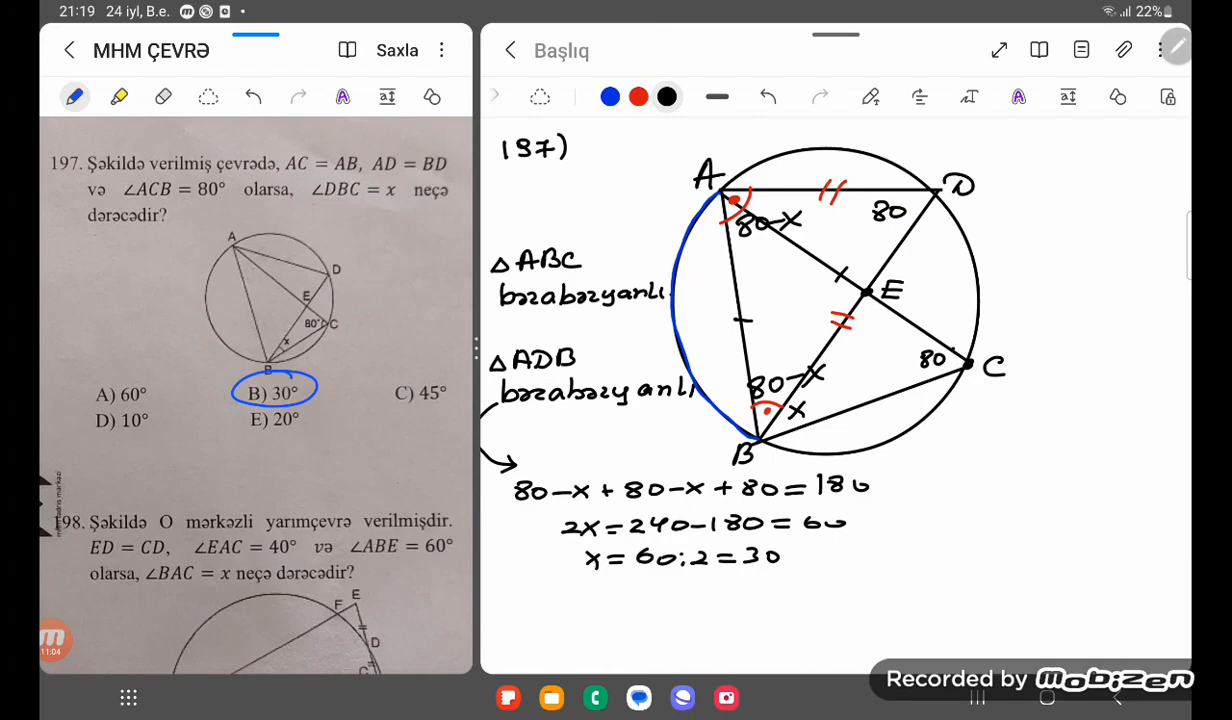 21:19 24 iyl, B.e.
22%
MHM ÇEVRƏ
Saxla
Başlıq
197. Şəkildə verilmiş çevrədə, AC = AB, AD = BD
və ∠ACB = 80° olarsa, ∠DBC = x neçə
dərəcədir?
A
D
E
80°
C
x
B
A) 60°
B) 30°
C) 45°
D) 10°
E) 20°
198. Şəkildə O mərkəzli yarımçevrə verilmişdir.
ED = CD, ∠EAC = 40° və ∠ABE = 60°
olarsa, ∠BAC = x neçə dərəcədir?
F
E
D
C
11:04
197)
A
D
80-x
80
△ABC
bərabəryanlı
E
△ADB
bərabəryanlı
80
C
80-x
x
B
80-x+80-x+80=180
2x=240-180=60
x=60:2=30
Recorded by mobizen